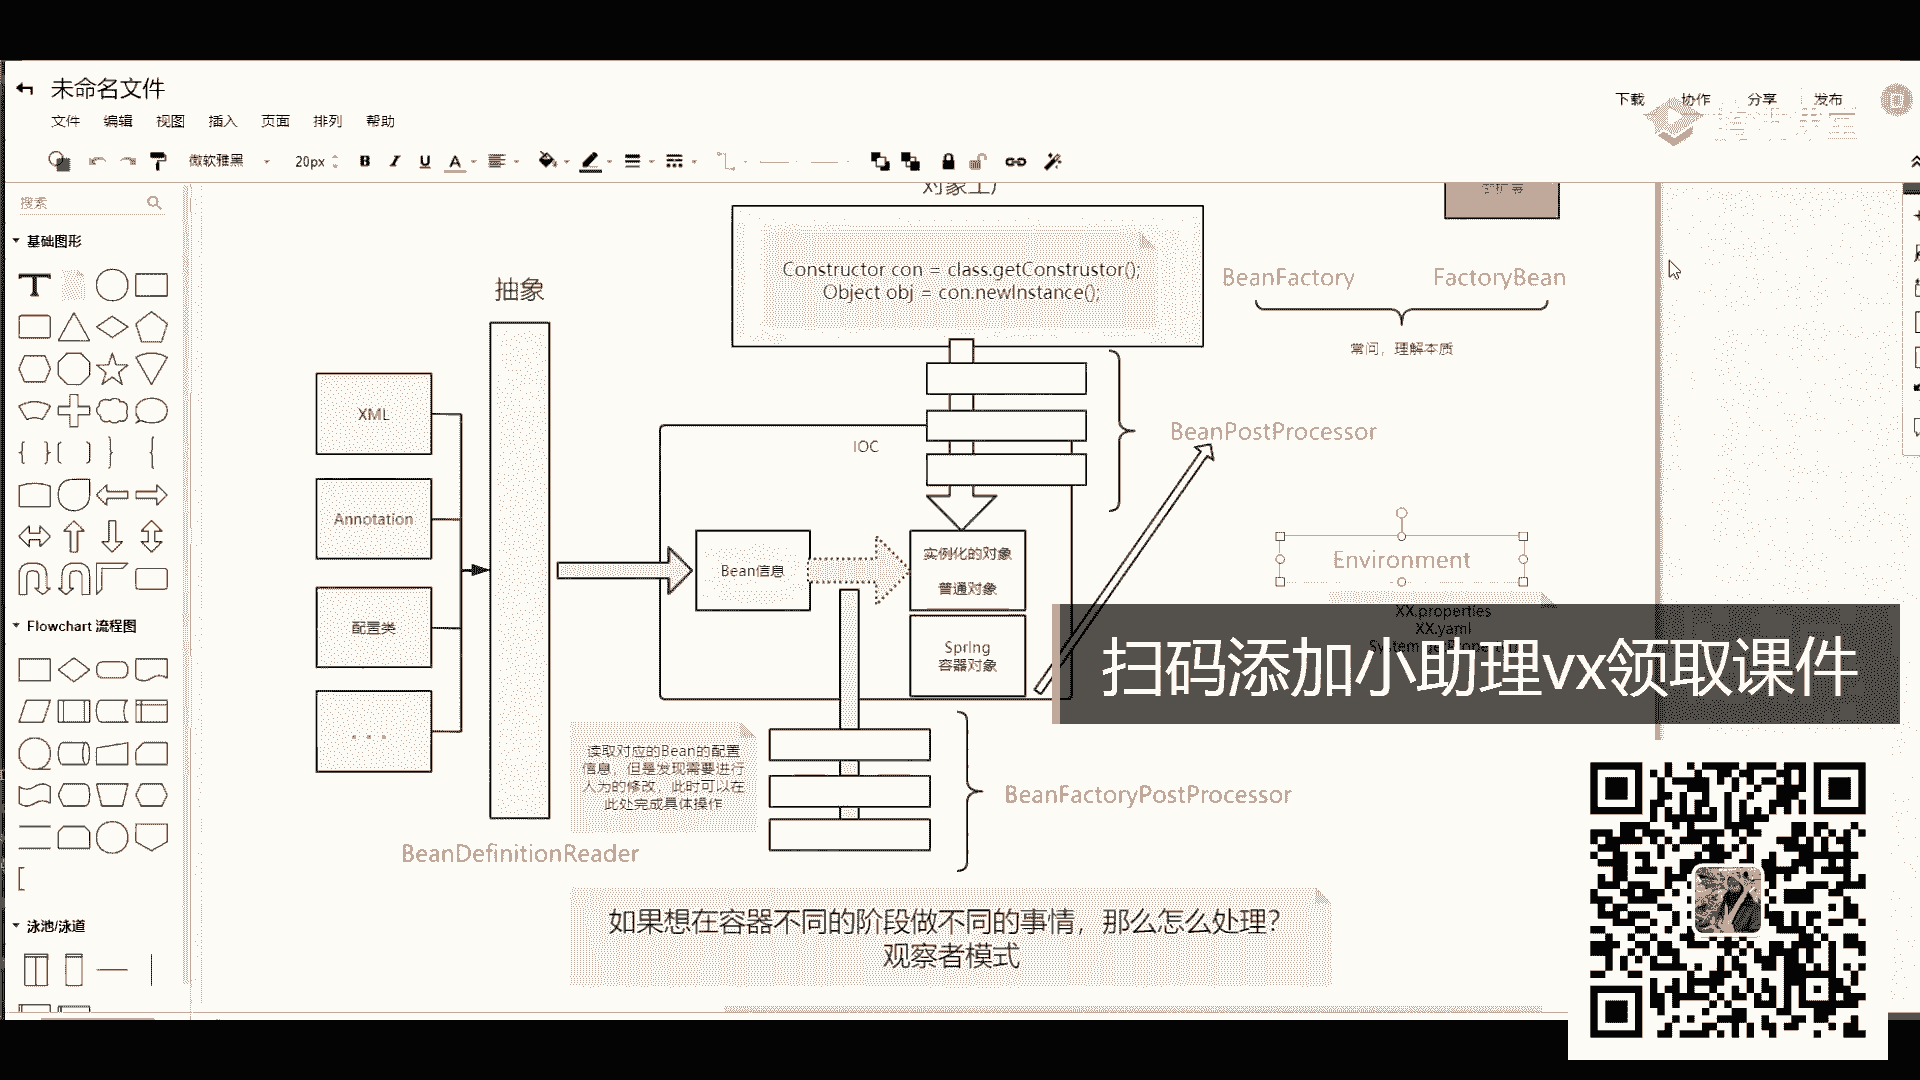 未命名文件
文件 编辑 视图 插入 页面 排列 帮助
下载 协作 分享 发布
微软雅黑 20px B I U A
搜索
基础图形
T
Flowchart 流程图
泳池/泳道
对象工厂
Constructor con = class.getConstrustor();
Object obj = con.newInstance();
抽象
BeanFactory FactoryBean
常问，理解本质
XML
Annotation
配置类
...
IOC
BeanPostProcessor
Bean信息
实例化的对象
普通对象
Spring
容器对象
Environment
XX.properties
XX.yaml
扫码添加小助理vx领取课件
读取对应的Bean的配置
信息，但是发现需要进行
人为的修改，此时可以在
此处完成具体操作
BeanFactoryPostProcessor
BeanDefinitionReader
如果想在容器不同的阶段做不同的事情，那么怎么处理？
观察者模式